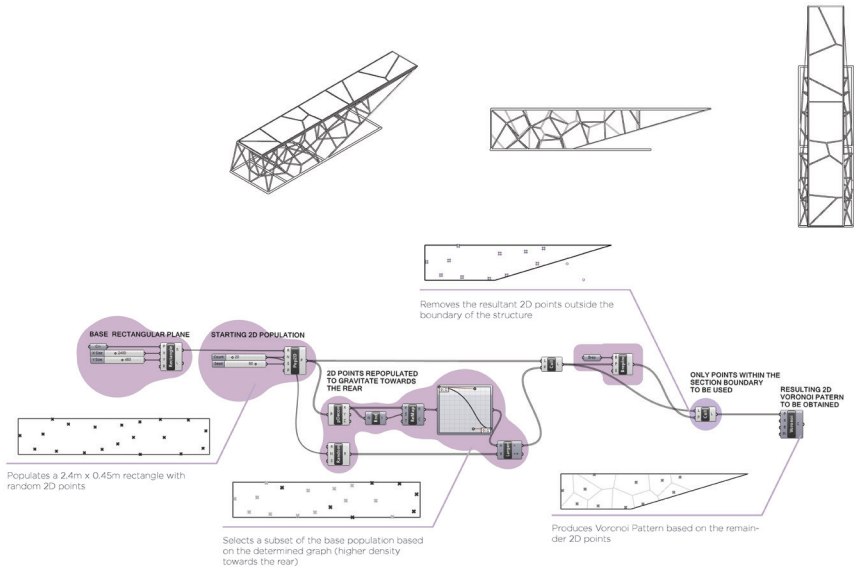 Removes the resultant 2D points outside the
boundary of the structure
BASE RECTANGULAR PLANE
STARTING 2D POPULATION
2D POINTS REPOPULATED
TO GRAVITATE TOWARDS
THE REAR
ONLY POINTS WITHIN THE
SECTION BOUNDARY
TO BE USED
RESULTING 2D
VORONOI PATERN
TO BE OBTAINED
Rectangle
Count
Seed
Pop2D
Populates a 2.4m x 0.45m rectangle with
random 2D points
Selects a subset of the base population based
on the determined graph (higher density
towards the rear)
Produces Voronoi Pattern based on the remain-
der 2D points